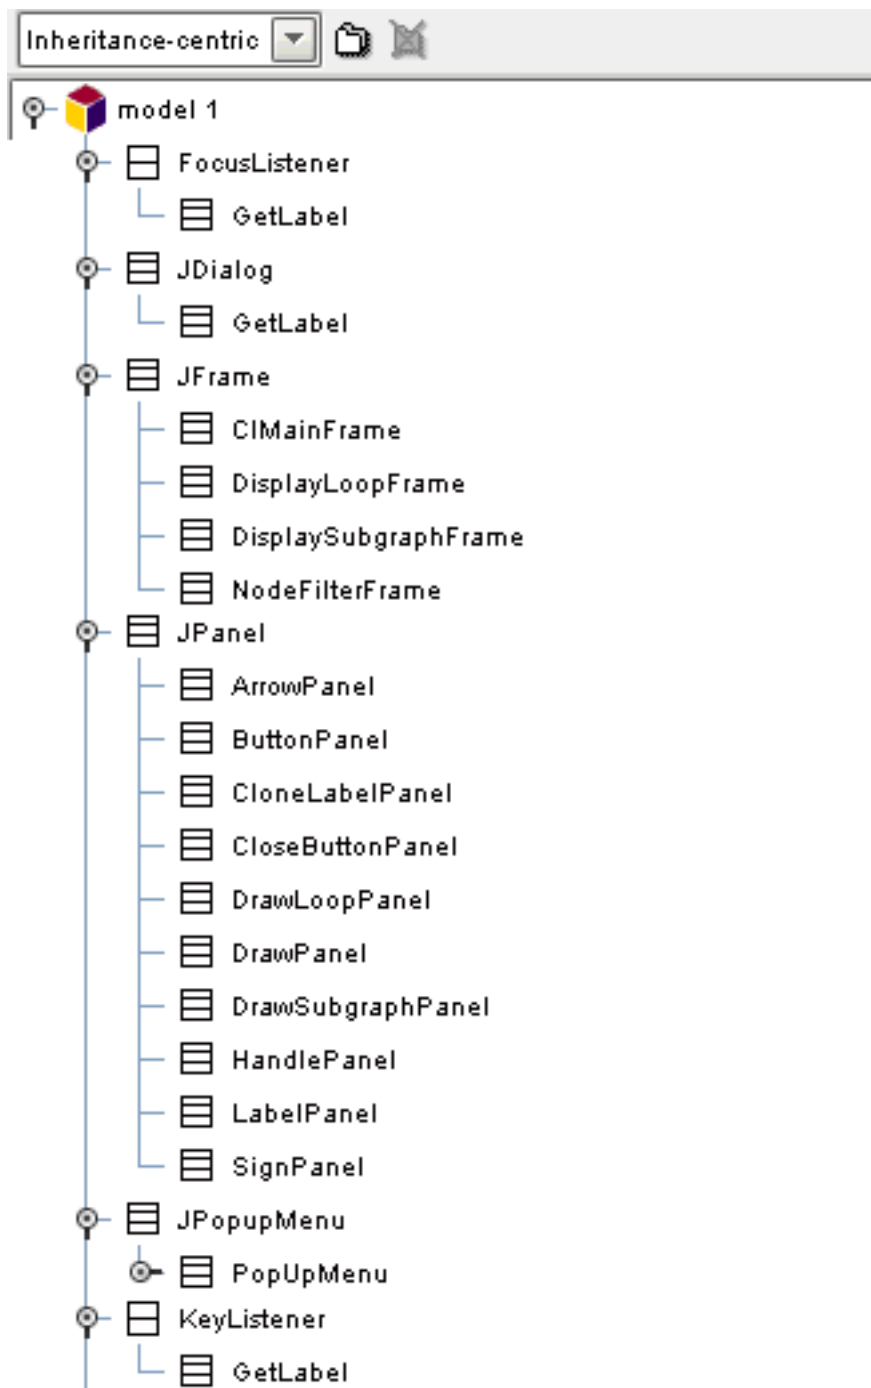 Inheritance-centric
model 1
FocusListener
GetLabel
JDialog
GetLabel
JFrame
ClMainFrame
DisplayLoopFrame
DisplaySubgraphFrame
NodeFilterFrame
JPanel
ArrowPanel
ButtonPanel
CloneLabelPanel
CloseButtonPanel
DrawLoopPanel
DrawPanel
DrawSubgraphPanel
HandlePanel
LabelPanel
SignPanel
JPopupMenu
PopUpMenu
KeyListener
GetLabel